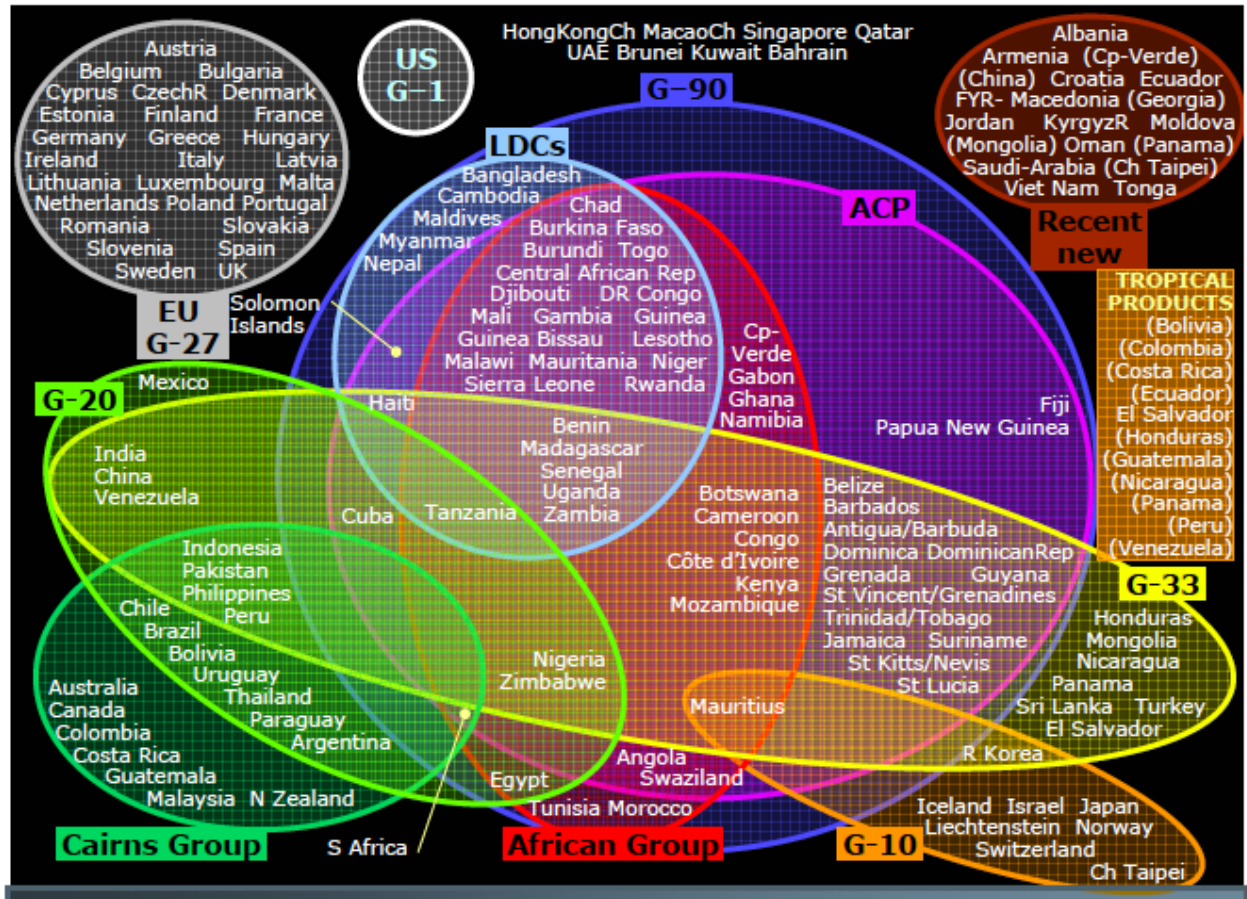 HongKongCh MacaoCh Singapore Qatar
UAE Brunei Kuwait Bahrain
US
G-1
Austria
Belgium Bulgaria
Cyprus CzechR Denmark
Estonia Finland France
Germany Greece Hungary
Ireland Italy Latvia
Lithuania Luxembourg Malta
Netherlands Poland Portugal
Romania Slovakia
Slovenia Spain
Sweden UK
EU
G-27
Albania
Armenia (Cp-Verde)
(China) Croatia Ecuador
FYR- Macedonia (Georgia)
Jordan KyrgyzR Moldova
(Mongolia) Oman (Panama)
Saudi-Arabia (Ch Taipei)
Viet Nam Tonga
Recent
new
G-90
LDCs
Bangladesh
Cambodia
Maldives
Myanmar
Nepal
Solomon
Islands
ACP
Chad
Burkina Faso
Burundi Togo
Central African Rep
Djibouti DR Congo
Mali Gambia Guinea
Guinea Bissau Lesotho
Malawi Mauritania Niger
Sierra Leone Rwanda
Haiti
Benin
Madagascar
Senegal
Uganda
Zambia
Tanzania
Cuba
Cp-
Verde
Gabon
Ghana
Namibia
Fiji
Papua New Guinea
TROPICAL
PRODUCTS
(Bolivia)
(Colombia)
(Costa Rica)
(Ecuador)
El Salvador
(Honduras)
(Guatemala)
(Nicaragua)
(Panama)
(Peru)
(Venezuela)
G-20
Mexico
India
China
Venezuela
Indonesia
Pakistan
Philippines
Peru
Chile
Brazil
Bolivia
Uruguay
Thailand
Paraguay
Argentina
Australia
Canada
Colombia
Costa Rica
Guatemala
Malaysia N Zealand
Cairns Group
S Africa
Botswana
Cameroon
Congo
Côte d'Ivoire
Kenya
Mozambique
Nigeria
Zimbabwe
Mauritius
Angola
Swaziland
Egypt
Tunisia Morocco
African Group
Belize
Barbados
Antigua/Barbuda
Dominica DominicanRep
Grenada Guyana
St Vincent/Grenadines
Trinidad/Tobago
Jamaica Suriname
St Kitts/Nevis
St Lucia
G-33
Honduras
Mongolia
Nicaragua
Panama
Sri Lanka Turkey
El Salvador
R Korea
Iceland Israel Japan
Liechtenstein Norway
Switzerland
Ch Taipei
G-10